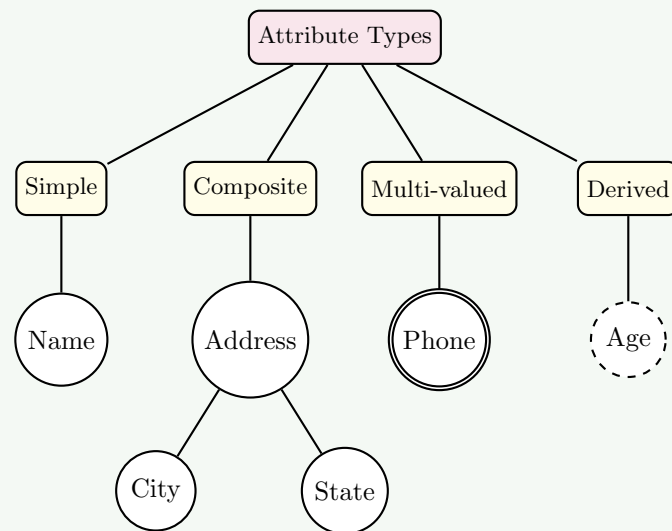 Attribute Types
Simple
Composite
Multi-valued
Derived
Name
Address
Phone
Age
City
State